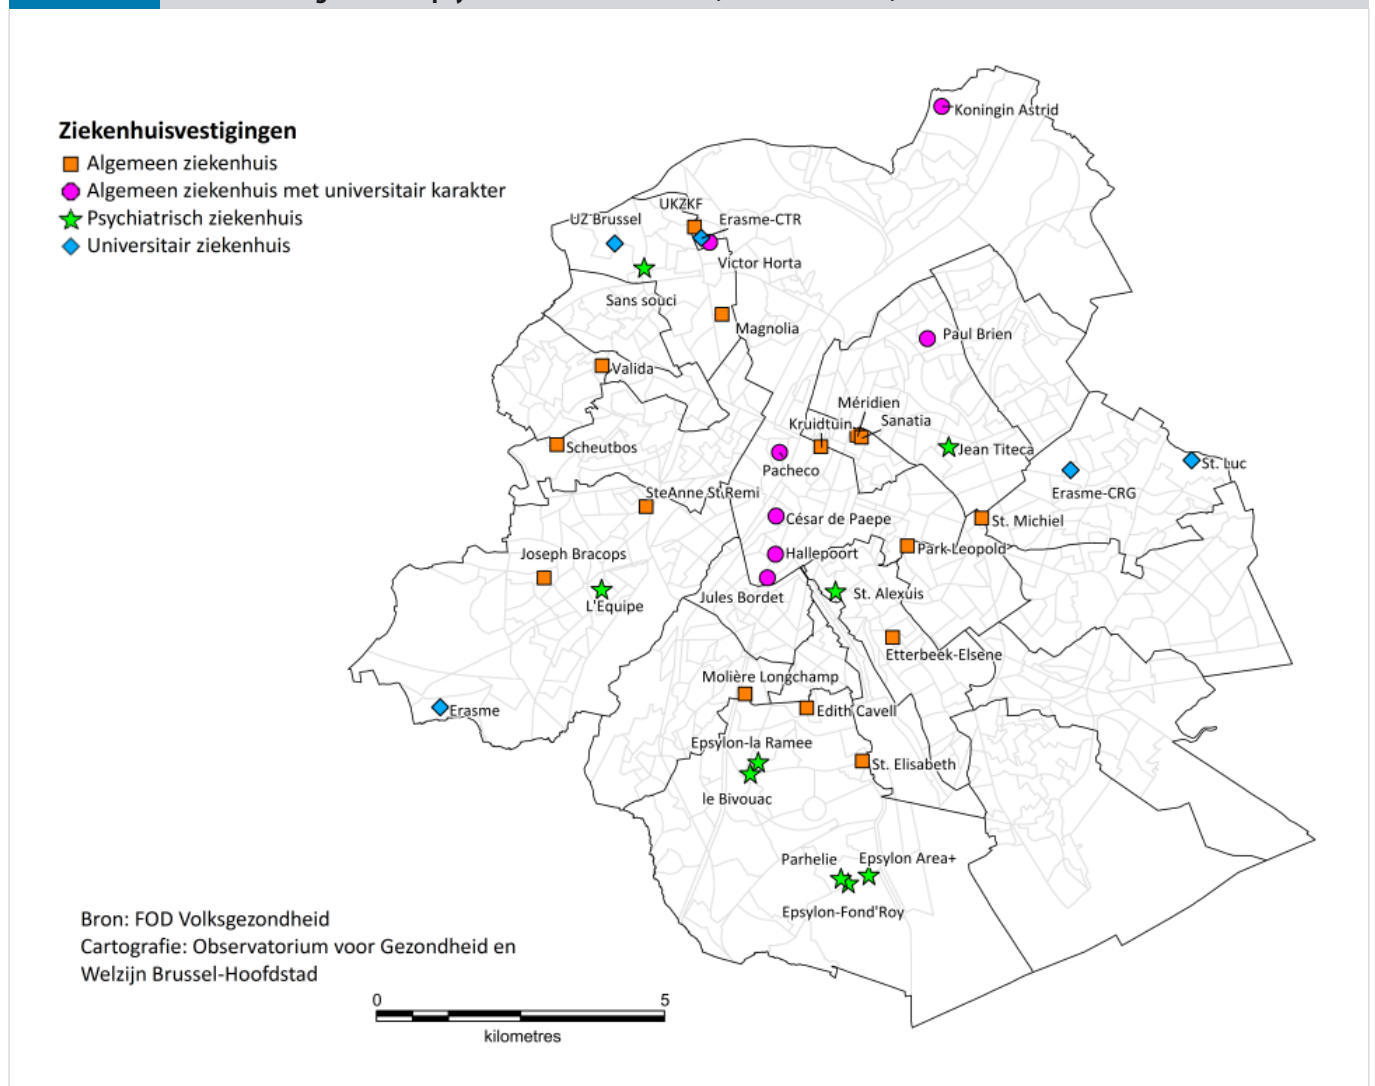 Ziekenhuisvestigingen
Algemeen ziekenhuis
Algemeen ziekenhuis met universitair karakter
Psychiatrisch ziekenhuis
Universitair ziekenhuis
Koningin Astrid
UKZKF
UZ Brussel
Erasme-CTR
Victor Horta
Sans souci
Magnolia
Paul Brien
Valida
Méridien
Sanatia
Kruidtuin
Scheutbos
Jean Titeca
Pacheco
St. Luc
Erasme-CRG
SteAnne St.Remi
César de Paepe
St. Michiel
Joseph Bracops
Hallepoort
Park-Leopold
L'Equipe
Jules Bordet
St. Alexuis
Etterbeek-Elsene
Molière Longchamp
Erasme
Edith Cavell
Epsylon-la Ramee
St. Elisabeth
le Bivouac
Parhelie
Epsylon Area+
Epsylon-Fond'Roy
Bron: FOD Volksgezondheid
Cartografie: Observatorium voor Gezondheid en
Welzijn Brussel-Hoofdstad
0 5
kilometres